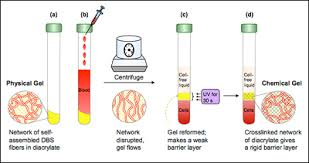 (a)
(b)
(c)
(d)
Physical Gel
Blood
Centrifuge
Cell-
free
liquid
UV for
30 s
Cell-
free
liquid
Chemical Gel
Network of self-
assembled DBS
fibers in diacrylate
Network
disrupted,
gel flows
Gel reformed; makes a weak
barrier layer
Crosslinked network
of diacrylate gives
a rigid barrier layer